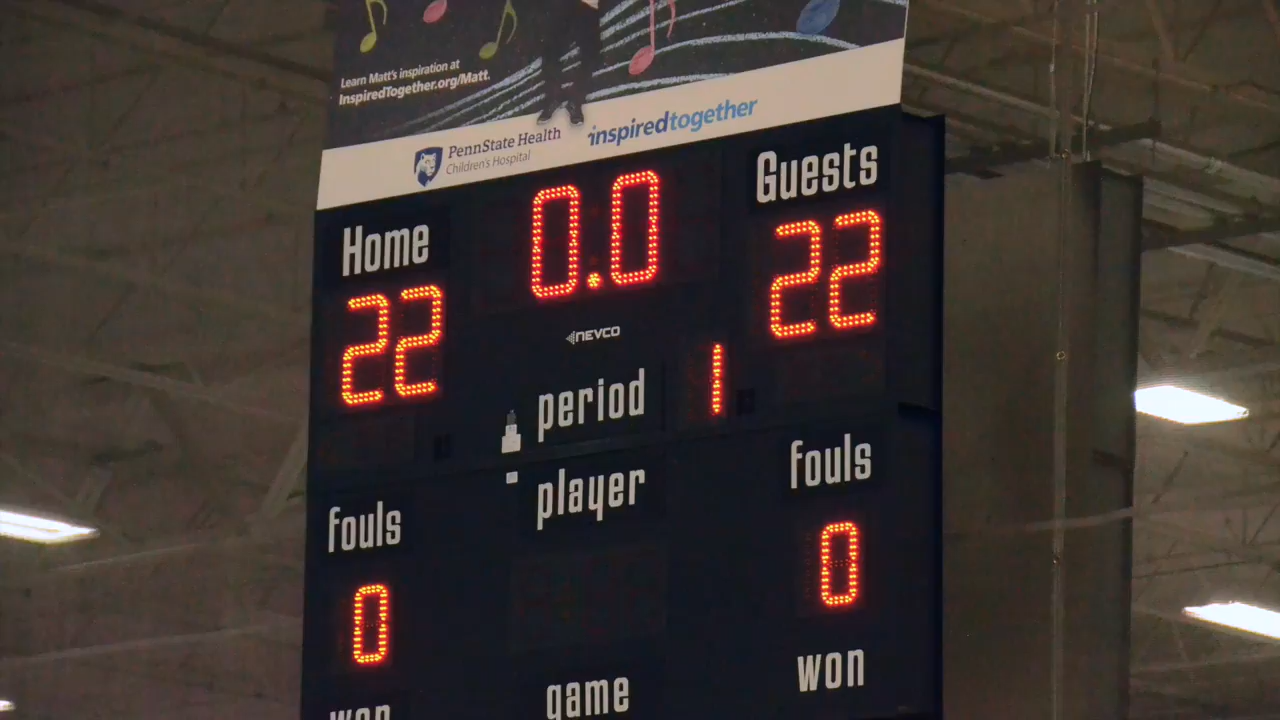 Learn Matt's inspiration at
InspiredTogether.org/Matt.
PennState Health
Children's Hospital
inspiredtogether
Home
0.0
Guests
22
22
NEVCO
period
1
player
fouls
fouls
0
0
won
game
won